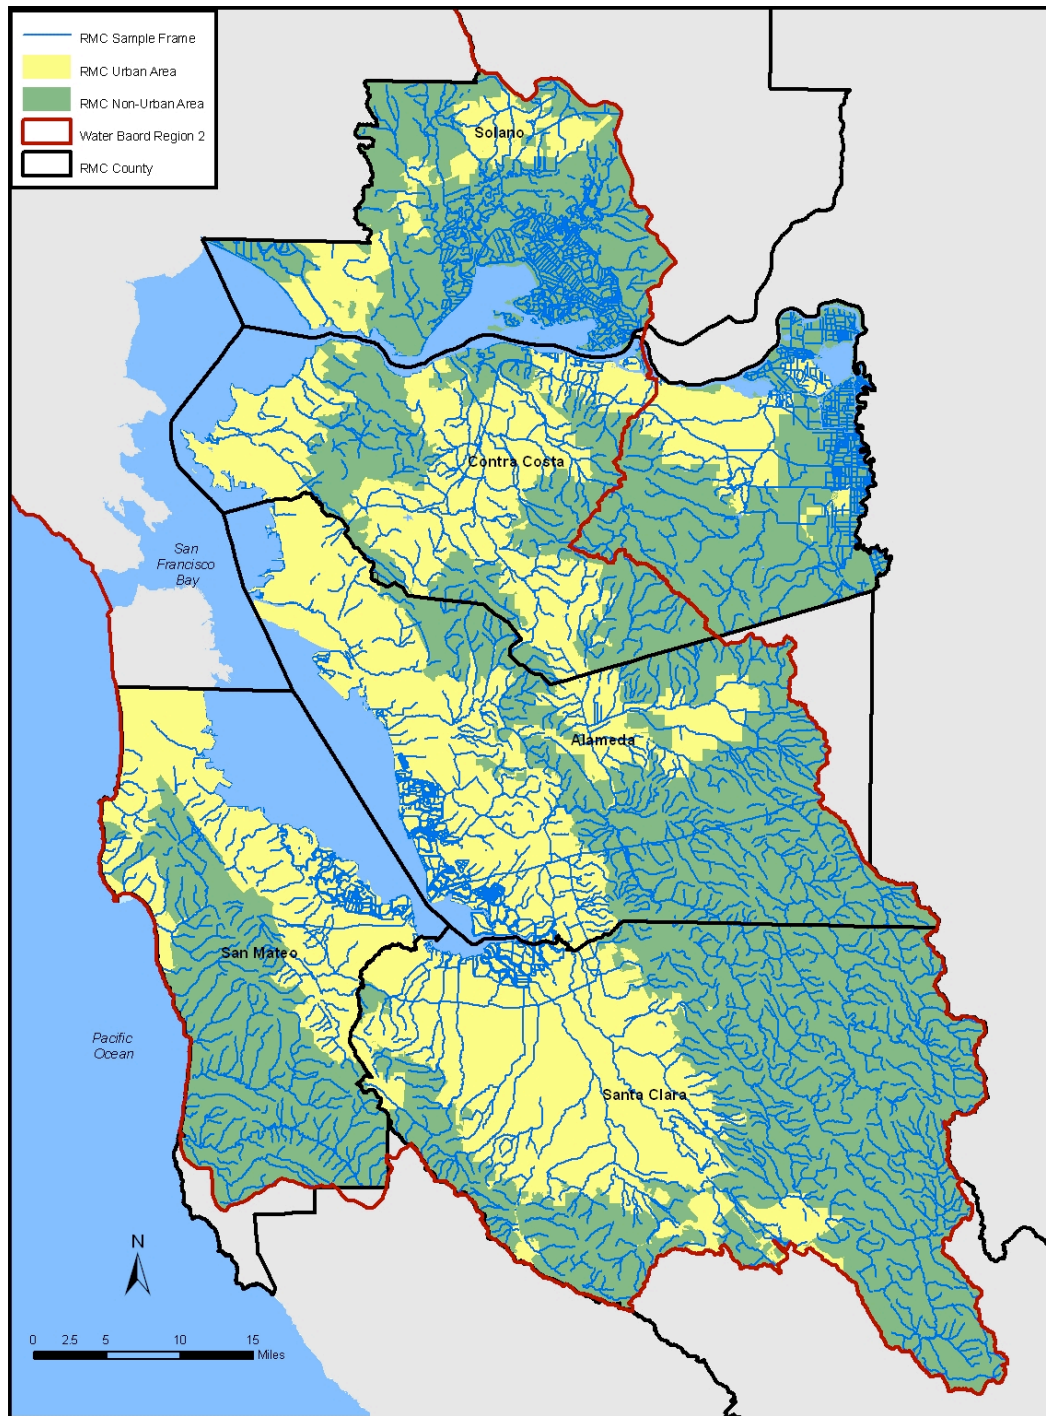 RMC Sample Frame
RMC Urban Area
RMC Non-Urban Area
Water Baord Region 2
RMC County
Solano
Contra Costa
San
Francisco
Bay
Alameda
San Mateo
Pacific
Ocean
Santa Clara
N
0 2.5 5 10 15
Miles